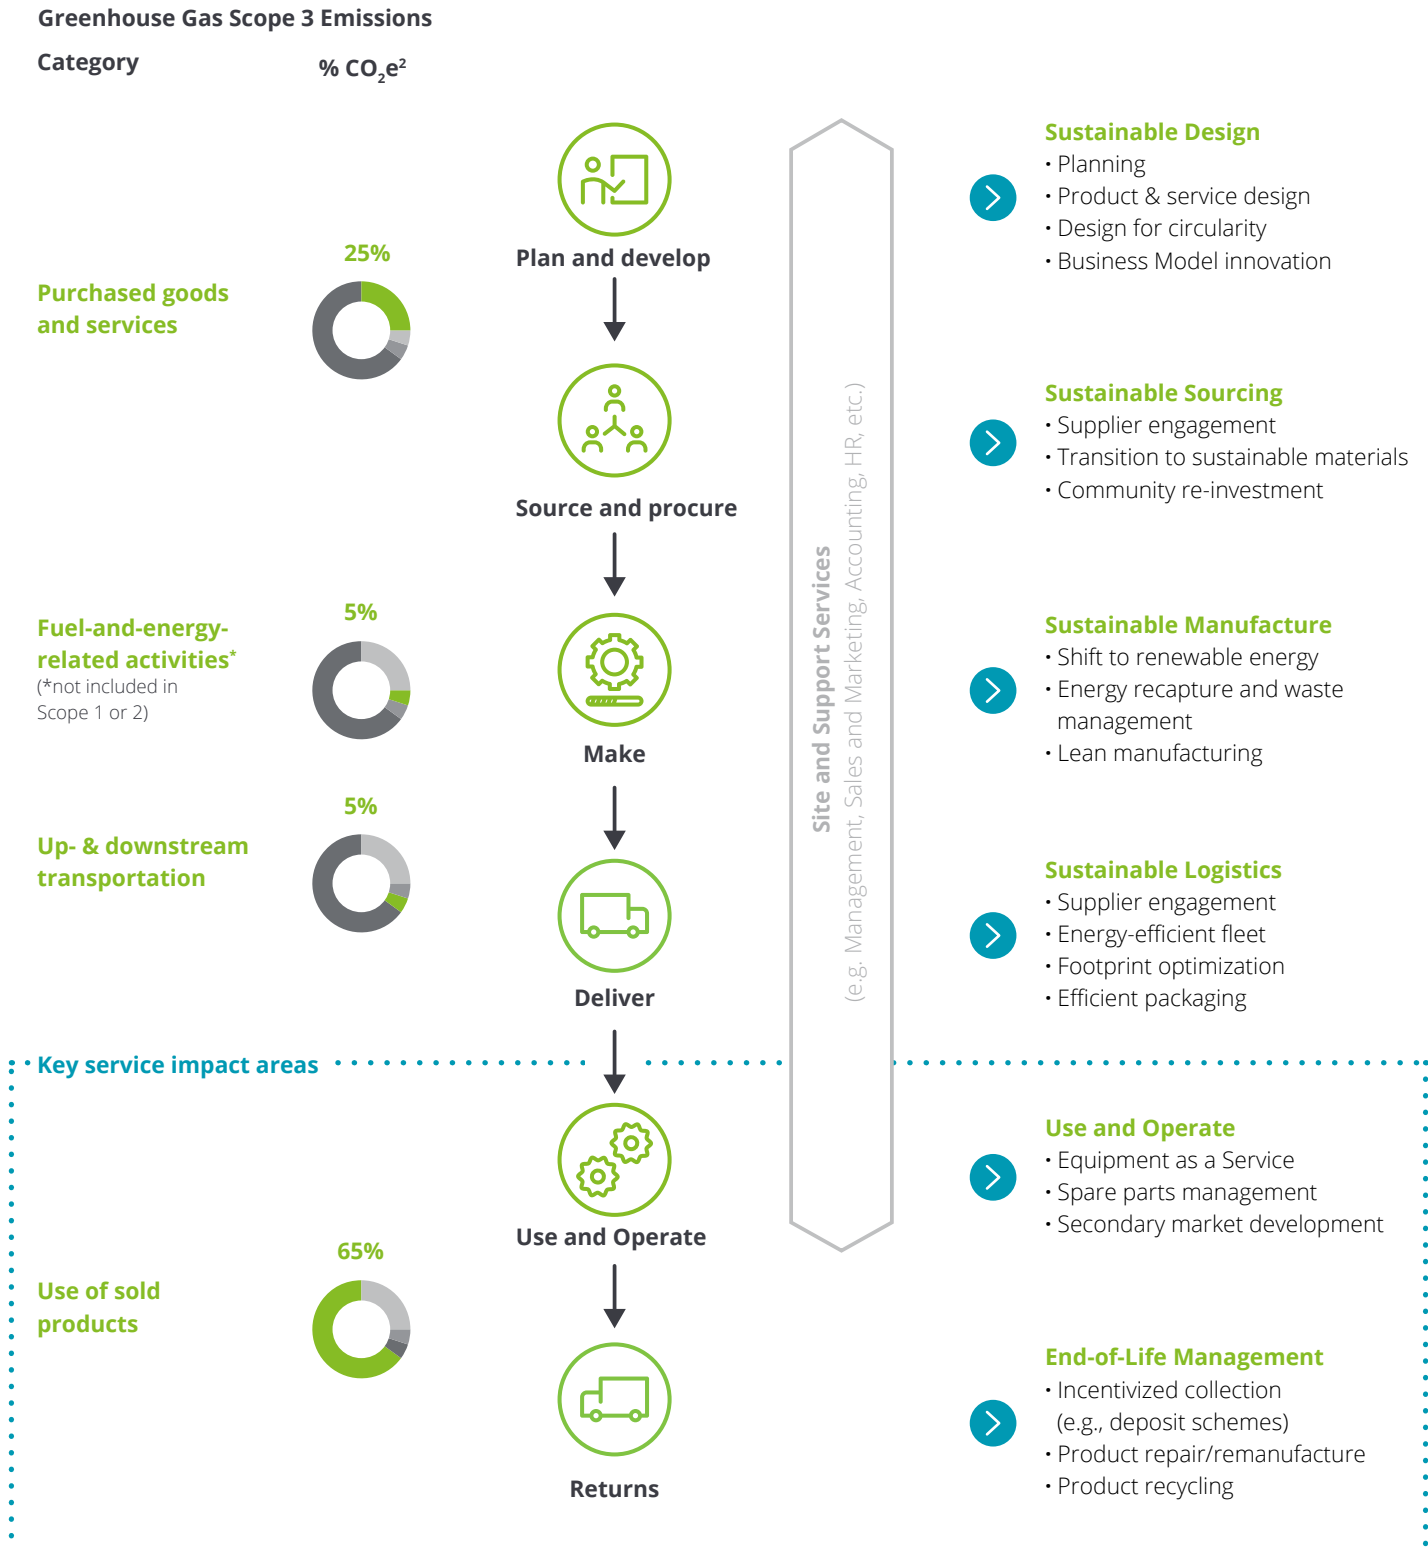 Greenhouse Gas Scope 3 Emissions
Category
% CO₂e²
25%
Purchased goods
and services
5%
Fuel-and-energy-
related activities*
(*not included in
Scope 1 or 2)
5%
Up- & downstream
transportation
Key service impact areas
65%
Use of sold
products
Plan and develop
Source and procure
Make
Deliver
Use and Operate
Returns
Site and Support Services
(e.g. Management, Sales and Marketing, Accounting, HR, etc.)
Sustainable Design
• Planning
• Product & service design
• Design for circularity
• Business Model innovation
Sustainable Sourcing
• Supplier engagement
• Transition to sustainable materials
• Community re-investment
Sustainable Manufacture
• Shift to renewable energy
• Energy recapture and waste
management
• Lean manufacturing
Sustainable Logistics
• Supplier engagement
• Energy-efficient fleet
• Footprint optimization
• Efficient packaging
Use and Operate
• Equipment as a Service
• Spare parts management
• Secondary market development
End-of-Life Management
• Incentivized collection
(e.g., deposit schemes)
• Product repair/remanufacture
• Product recycling